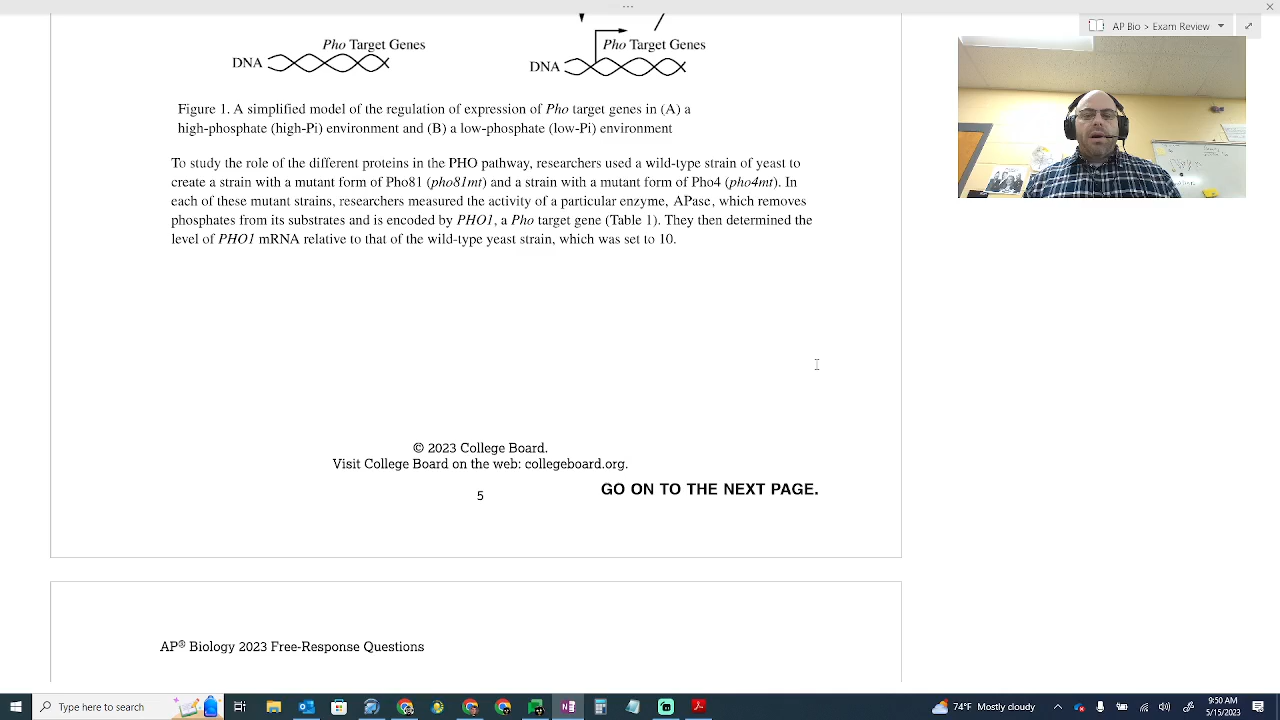 AP Bio > Exam Review
Pho Target Genes
DNA
Pho Target Genes
DNA
Figure 1. A simplified model of the regulation of expression of Pho target genes in (A) a
high-phosphate (high-Pi) environment and (B) a low-phosphate (low-Pi) environment
To study the role of the different proteins in the PHO pathway, researchers used a wild-type strain of yeast to
create a strain with a mutant form of Pho81 (pho81mt) and a strain with a mutant form of Pho4 (pho4mt). In
each of these mutant strains, researchers measured the activity of a particular enzyme, APase, which removes
phosphates from its substrates and is encoded by PHO1, a Pho target gene (Table 1). They then determined the
level of PHO1 mRNA relative to that of the wild-type yeast strain, which was set to 10.
© 2023 College Board.
Visit College Board on the web: collegeboard.org.
5
GO ON TO THE NEXT PAGE.
AP® Biology 2023 Free-Response Questions
Type here to search
74°F Mostly cloudy
9:50 AM
5/15/2023